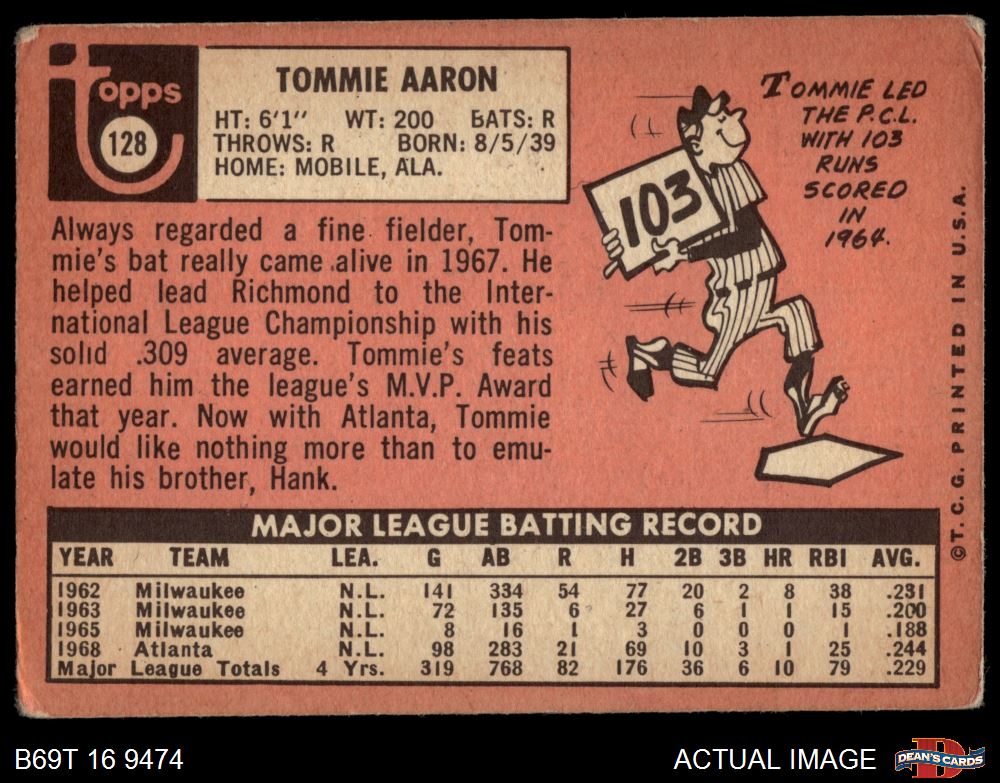 Topps
128
TOMMIE AARON
HT: 6'1" WT: 200 BATS: R
THROWS: R BORN: 8/5/39
HOME: MOBILE, ALA.
Always regarded a fine fielder, Tom-
mie's bat really came alive in 1967. He
helped lead Richmond to the Inter-
national League Championship with his
solid .309 average. Tommie's feats
earned him the league's M.V.P. Award
that year. Now with Atlanta, Tommie
would like nothing more than to emu-
late his brother, Hank.
TOMMIE LED
THE P.C.L.
WITH 103
RUNS
SCORED
IN
1964.
103
©T. C. G. PRINTED IN U.S.A.
MAJOR LEAGUE BATTING RECORD
YEAR TEAM LEA. G AB R H 2B 3B HR RBI AVG.
1962 Milwaukee N.L. 141 334 54 77 20 2 8 38 .231
1963 Milwaukee N.L. 72 135 6 27 6 1 1 15 .200
1965 Milwaukee N.L. 8 16 1 3 0 0 0 1 .188
1968 Atlanta N.L. 98 283 21 69 10 3 1 25 .244
Major League Totals 4 Yrs. 319 768 82 176 36 6 10 79 .229
B69T 16 9474
ACTUAL IMAGE
D
DEAN'S CARDS